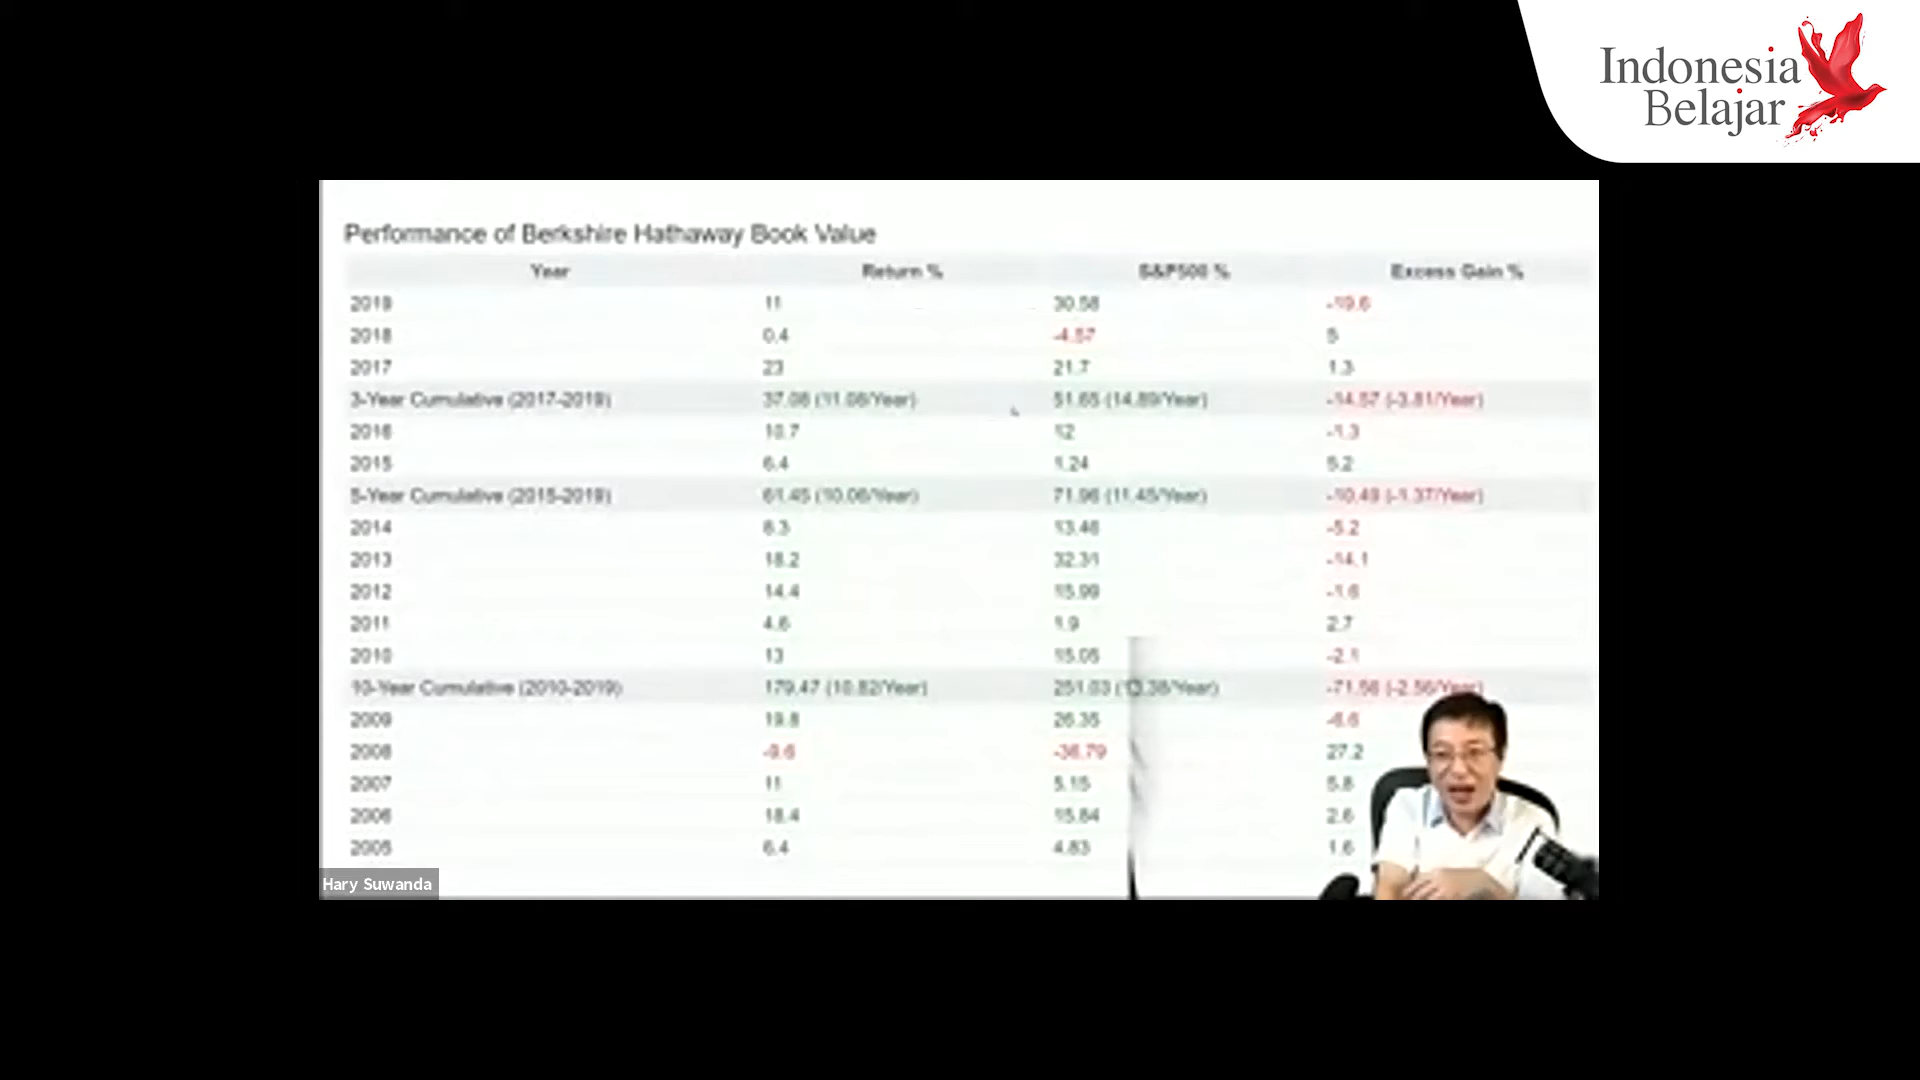 Indonesia
Belajar
Performance of Berkshire Hathaway Book Value
Year Return % S&P500 % Excess Gain %
2019 11 30.58 -19.6
2018 0.4 -4.57 5
2017 23 21.7 1.3
3-Year Cumulative (2017-2019) 37.08 (11.08/Year) 51.65 (14.89/Year) -14.57 (-3.81/Year)
2016 10.7 12 -1.3
2015 6.4 1.24 5.2
5-Year Cumulative (2015-2019) 61.45 (10.06/Year) 71.96 (11.45/Year) -10.49 (-1.37/Year)
2014 8.3 13.46 -5.2
2013 18.2 32.31 -14.1
2012 14.4 15.99 -1.6
2011 4.6 1.9 2.7
2010 13 15.05 -2.1
10-Year Cumulative (2010-2019) 179.47 (10.82/Year) 251.03 (13.38/Year) -71.56 (-2.56/Year)
2009 19.8 26.35 -6.6
2008 -9.6 -36.79 27.2
2007 11 5.15 5.8
2006 18.4 15.84 2.6
2005 6.4 4.83 1.6
Hary Suwanda